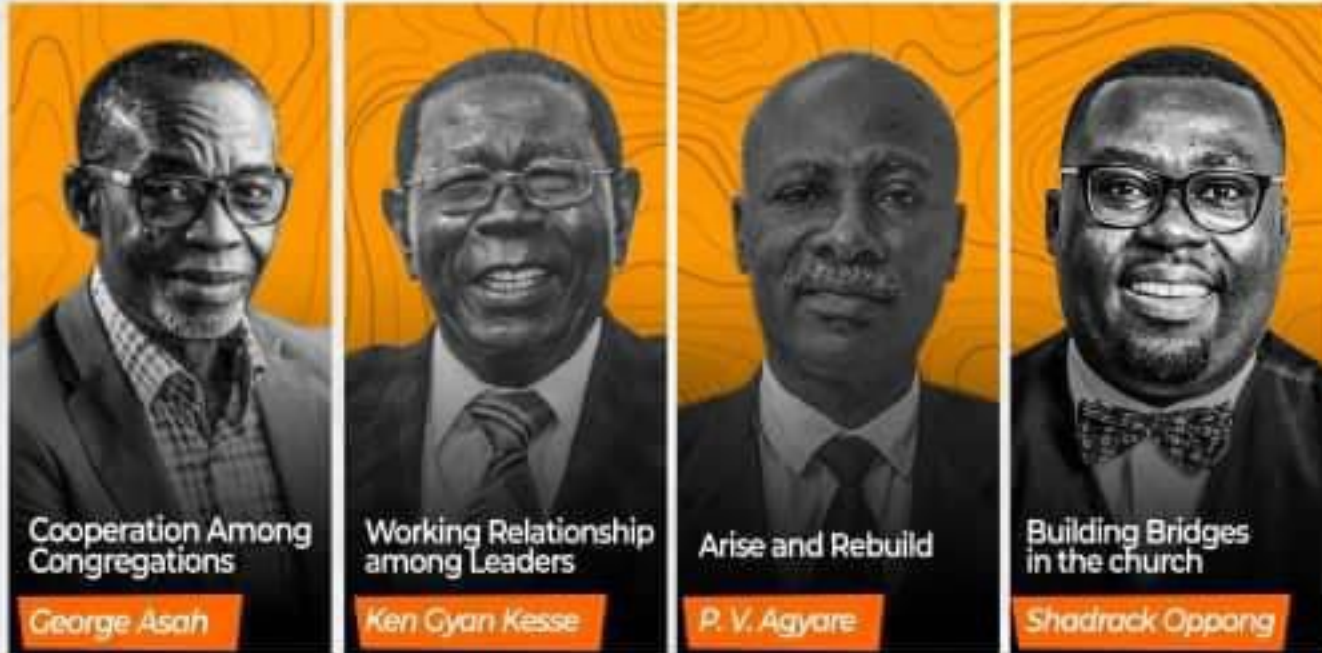 Cooperation Among
Congregations
George Asah
Working Relationship
among Leaders
Ken Gyan Kesse
Arise and Rebuild
P. V. Agyare
Building Bridges
in the church
Shadrack Oppong